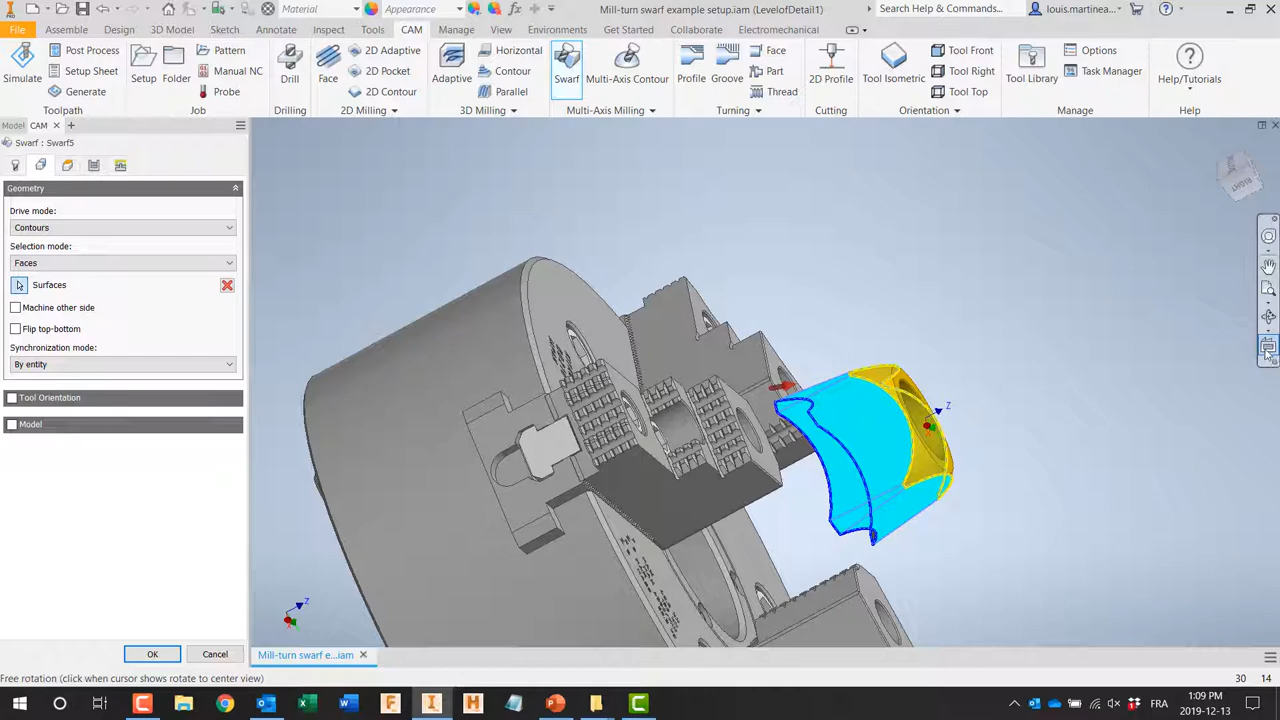 Material
Appearance
Mill-turn swarf example setup.iam (LevelofDetail1)
Search Help & Commands...
louis.martinea...
File
Assemble
Design
3D Model
Sketch
Annotate
Inspect
Tools
CAM
Manage
View
Environments
Get Started
Collaborate
Electromechanical
Simulate
Post Process
Setup Sheet
Generate
Toolpath
Setup
Folder
Pattern
Manual NC
Probe
Job
Drill
Drilling
Face
2D Adaptive
2D Pocket
2D Contour
2D Milling
Adaptive
Horizontal
Contour
Parallel
3D Milling
Swarf
Multi-Axis Contour
Multi-Axis Milling
Profile
Groove
Face
Part
Thread
Turning
2D Profile
Cutting
Tool Isometric
Tool Front
Tool Right
Tool Top
Orientation
Tool Library
Options
Task Manager
Manage
Help/Tutorials
Help
Model
CAM
Swarf : Swarf5
Geometry
Drive mode:
Contours
Selection mode:
Faces
Surfaces
Machine other side
Flip top-bottom
Synchronization mode:
By entity
Tool Orientation
Model
OK
Cancel
RIGHT
Z
Z
Mill-turn swarf e...iam
Free rotation (click when cursor shows rotate to center view)
30 14
FRA
1:09 PM
2019-12-13